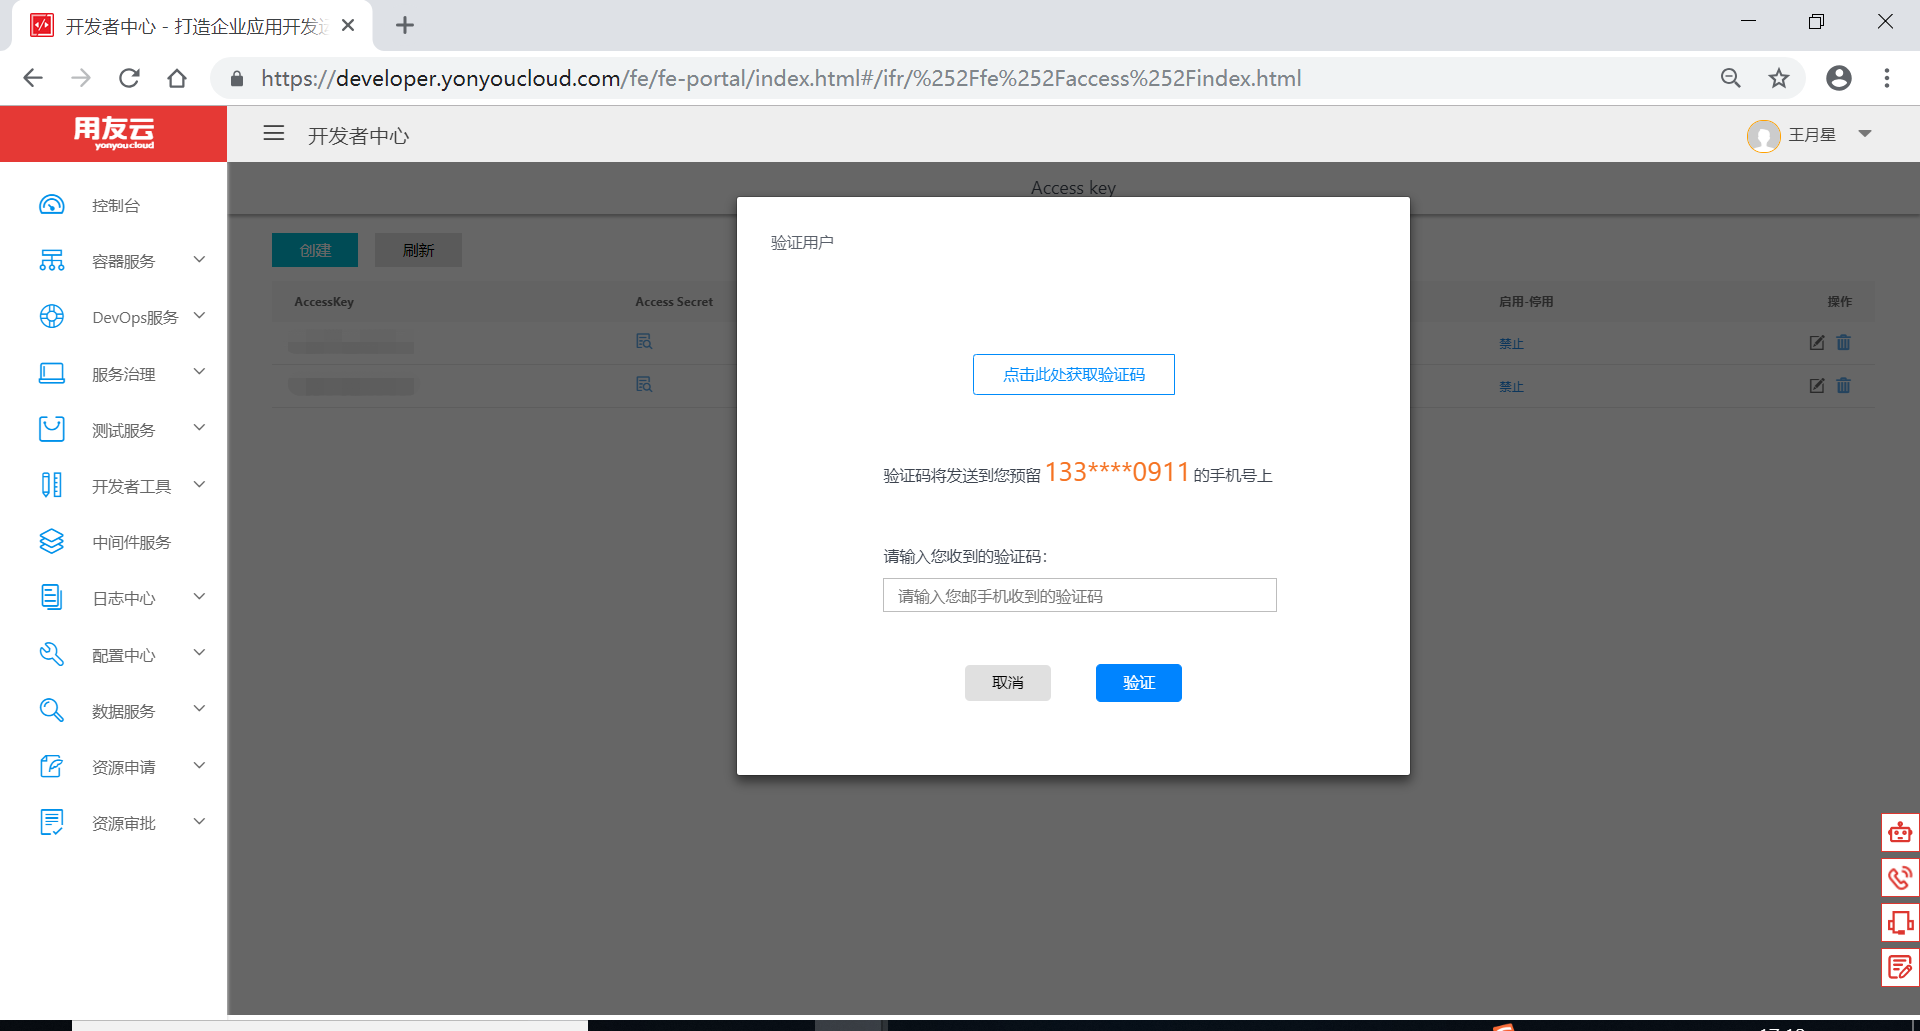 开发者中心 - 打造企业应用开发
https://developer.yonyoucloud.com/fe/fe-portal/index.html#/ifr/%252Ffe%252Faccess%252Findex.html
用友云
yonyoucloud
开发者中心
王月星
控制台
容器服务
DevOps服务
服务治理
测试服务
开发者工具
中间件服务
日志中心
配置中心
数据服务
资源申请
资源审批
Access key
创建
刷新
AccessKey
Access Secret
启用-停用
操作
禁止
禁止
验证用户
点击此处获取验证码
验证码将发送到您预留 133****0911 的手机号上
请输入您收到的验证码：
请输入您邮手机收到的验证码
取消
验证